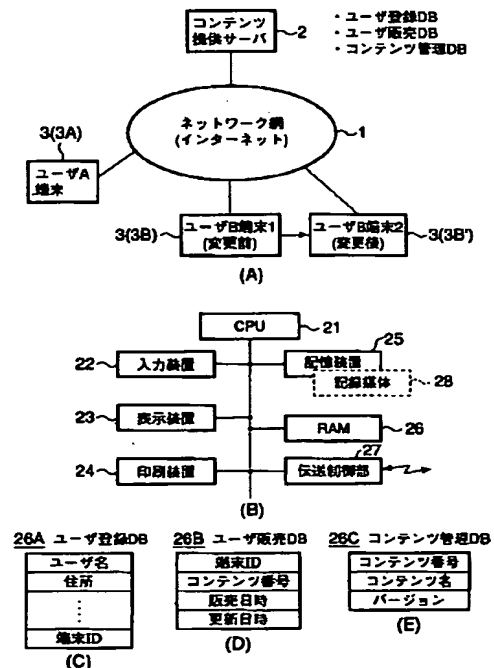 コンテンツ
提供サーバ
2
・ユーザ登録DB
・ユーザ販売DB
・コンテンツ管理DB
ネットワーク網
(インターネット)
1
3(3A)
ユーザA
端末
3(3B)
ユーザB端末1
(変更前)
ユーザB端末2
(変更後)
3(3B')
(A)
CPU
21
22
入力装置
25
記憶装置
記録媒体
28
23
表示装置
RAM
26
24
印刷装置
27
伝送制御部
(B)
26A ユーザ登録DB
ユーザ名
住所
⋮
端末ID
(C)
26B ユーザ販売DB
端末ID
コンテンツ番号
販売日時
更新日時
(D)
26C コンテンツ管理DB
コンテンツ番号
コンテンツ名
バージョン
(E)